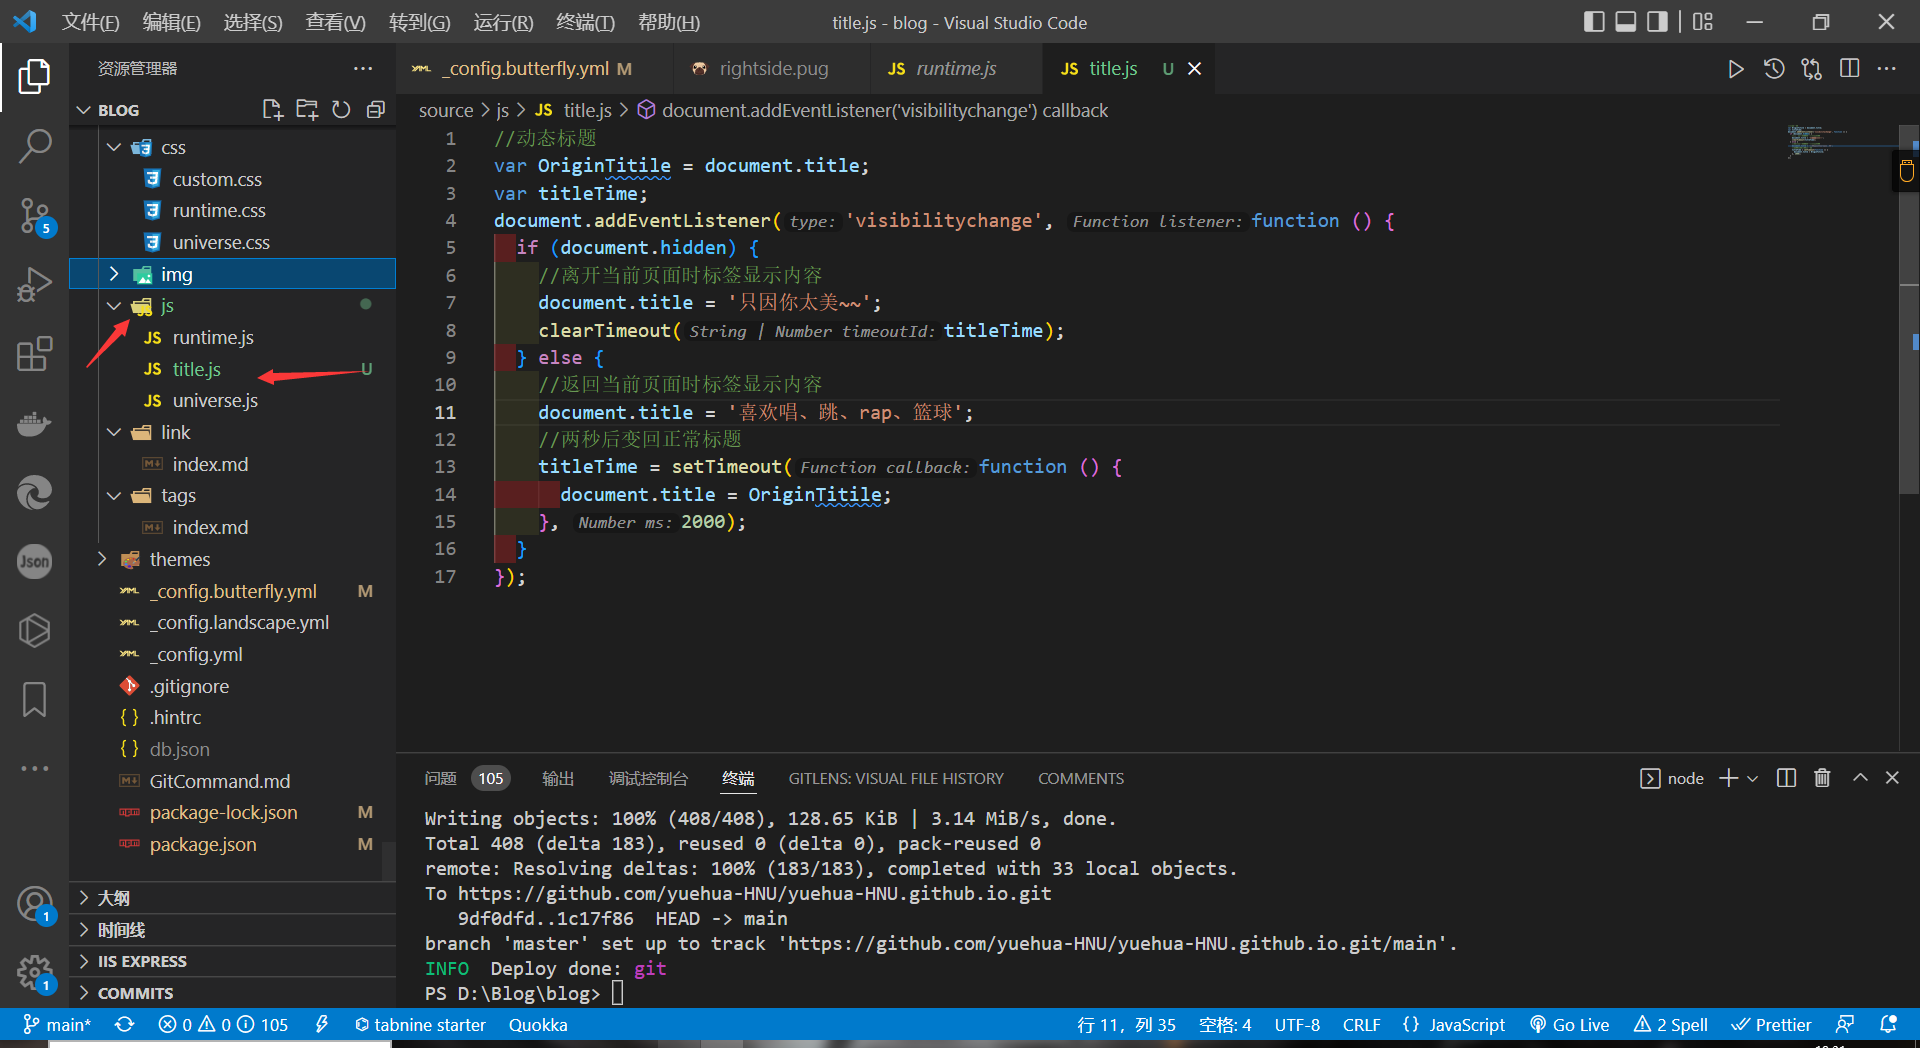 文件(F) 编辑(E) 选择(S) 查看(V) 转到(G) 运行(R) 终端(T) 帮助(H) title.js - blog - Visual Studio Code
资源管理器 ···
_config.butterfly.yml M rightside.pug JS runtime.js JS title.js U
BLOG
source > js > JS title.js > document.addEventListener('visibilitychange') callback
css
custom.css
runtime.css
universe.css
img
js
JS runtime.js
JS title.js U
JS universe.js
link
index.md
tags
index.md
themes
_config.butterfly.yml M
_config.landscape.yml
_config.yml
.gitignore
{ } .hintrc
{ } db.json
GitCommand.md
package-lock.json M
package.json M
大纲
时间线
IIS EXPRESS
COMMITS
5
Json
1
1
1 //动态标题
2 var OriginTitile = document.title;
3 var titleTime;
4 document.addEventListener( type: 'visibilitychange', Function listener: function () {
5 if (document.hidden) {
6 //离开当前页面时标签显示内容
7 document.title = '只因你太美~~';
8 clearTimeout( String | Number timeoutId: titleTime);
9 } else {
10 //返回当前页面时标签显示内容
11 document.title = '喜欢唱、跳、rap、篮球';
12 //两秒后变回正常标题
13 titleTime = setTimeout( Function callback: function () {
14 document.title = OriginTitile;
15 }, Number ms: 2000);
16 }
17 });
问题 105 输出 调试控制台 终端 GITLENS: VISUAL FILE HISTORY COMMENTS node
Writing objects: 100% (408/408), 128.65 KiB | 3.14 MiB/s, done.
Total 408 (delta 183), reused 0 (delta 0), pack-reused 0
remote: Resolving deltas: 100% (183/183), completed with 33 local objects.
To https://github.com/yuehua-HNU/yuehua-HNU.github.io.git
9df0dfd..1c17f86 HEAD -> main
branch 'master' set up to track 'https://github.com/yuehua-HNU/yuehua-HNU.github.io.git/main'.
INFO Deploy done: git
PS D:\Blog\blog>
main* 0 0 105 tabnine starter Quokka 行 11，列 35 空格: 4 UTF-8 CRLF {} JavaScript Go Live 2 Spell Prettier